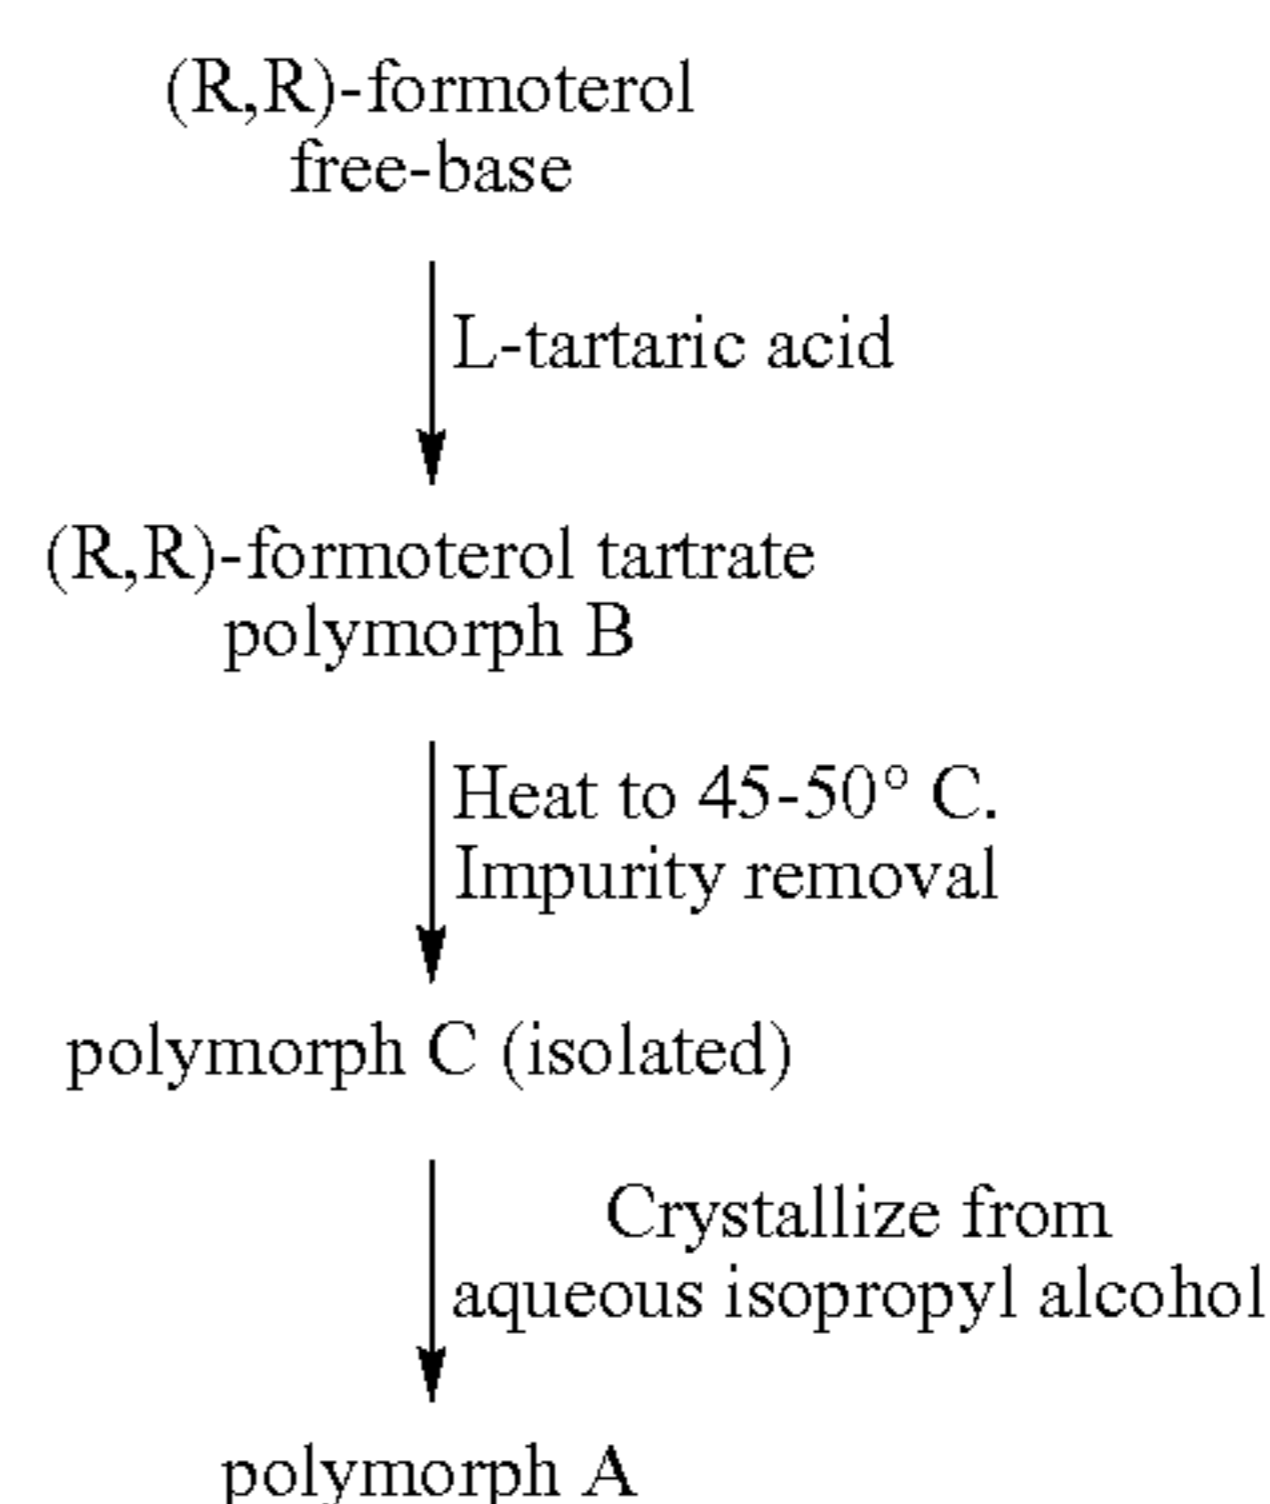 (R,R)-formoterol
free-base
L-tartaric acid
(R,R)-formoterol tartrate
polymorph B
Heat to 45-50° C.
Impurity removal
polymorph C (isolated)
Crystallize from
aqueous isopropyl alcohol
polymorph A